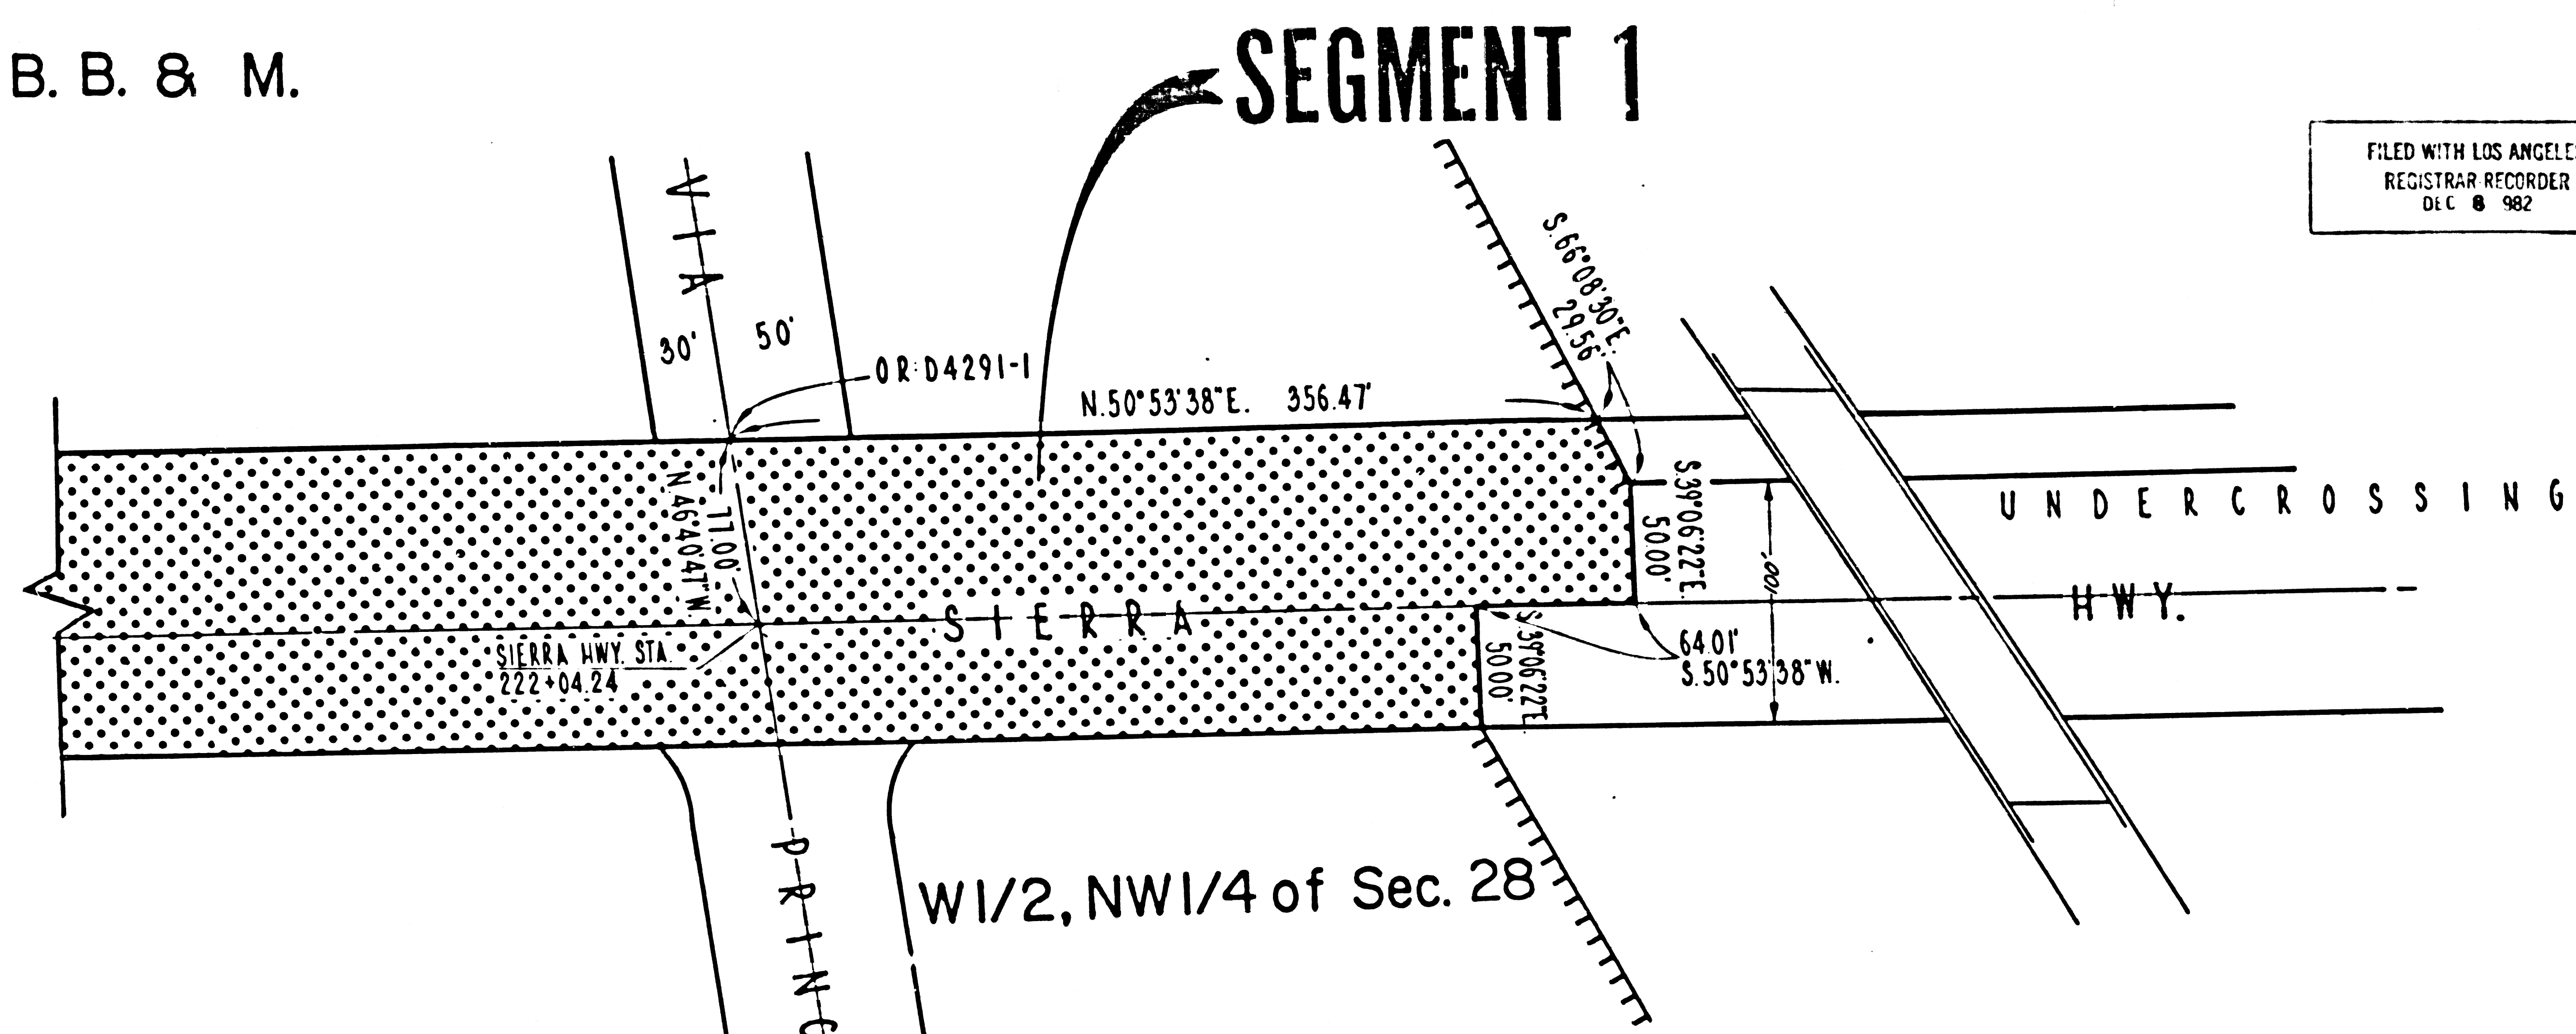 B. B. & M.
SEGMENT 1
FILED WITH LOS ANGELES
REGISTRAR-RECORDER
DEC 8 982
VIA
30'
50'
O R: D4291-1
N.50°53'38"E. 356.47'
S.66°08'30"E.
29.56'
N.46°40'47"W.
77.00'
S.39°06'22"E.
50.00'
100'
UNDERCROSSING
SIERRA
HWY.
SIERRA HWY. STA.
222+04.24
S.39°06'22"E.
50.00'
64.01'
S.50°53'38"W.
W1/2, NW1/4 of Sec. 28
PRING